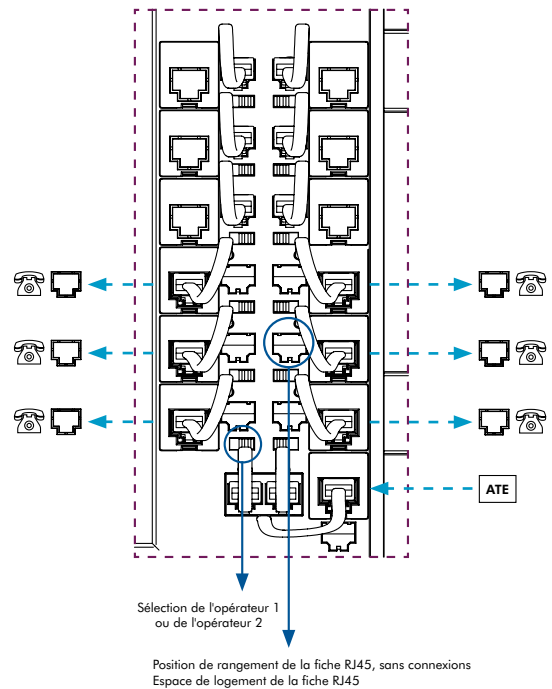 ATE
Sélection de l'opérateur 1
ou de l'opérateur 2
Position de rangement de la fiche RJ45, sans connexions
Espace de logement de la fiche RJ45